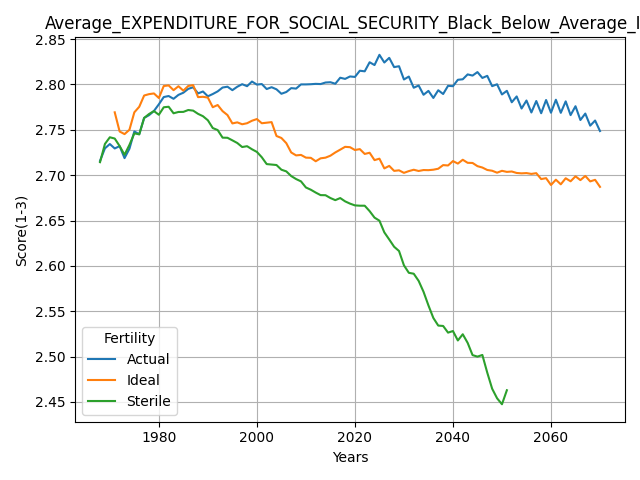 Average_EXPENDITURE_FOR_SOCIAL_SECURITY_Black_Below_Average_I
2.85
2.80
2.75
2.70
2.65
2.60
2.55
2.50
2.45
Score(1-3)
Fertility
Actual
Ideal
Sterile
1980
2000
2020
2040
2060
Years